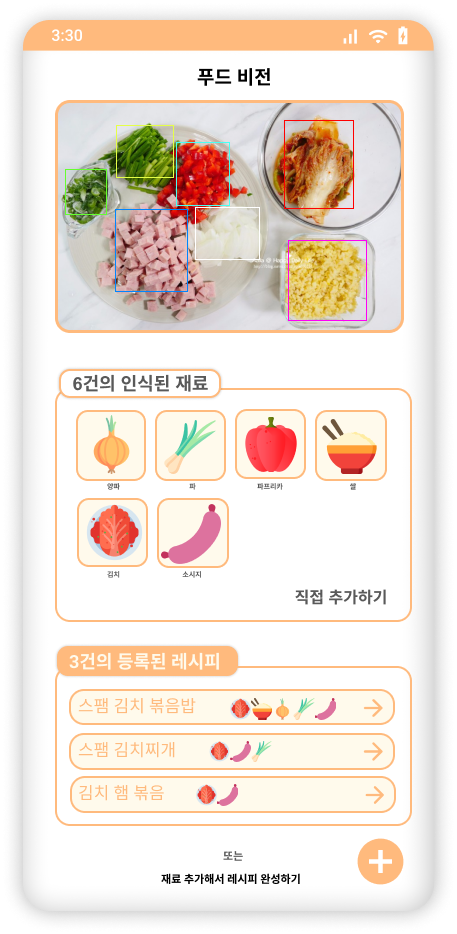 3:30
푸드 비전
6건의 인식된 재료
양파
파
파프리카
쌀
김치
소시지
직접 추가하기
3건의 등록된 레시피
스팸 김치 볶음밥
스팸 김치찌개
김치 햄 볶음
또는
재료 추가해서 레시피 완성하기